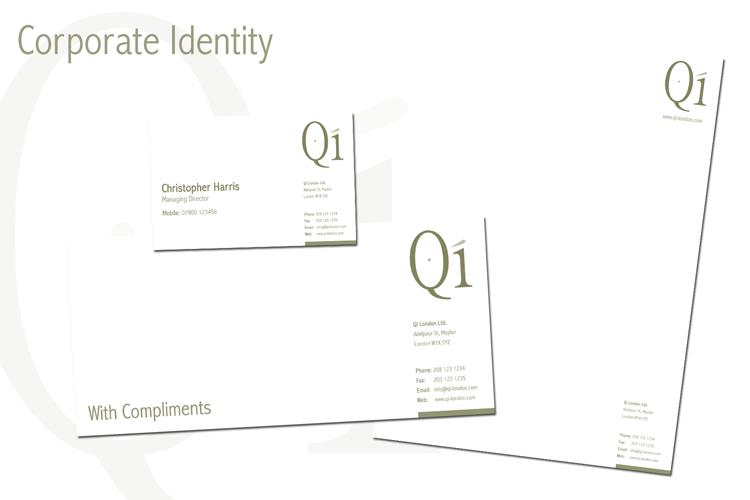 Corporate Identity
Qi
Christopher Harris
Managing Director
Mobile: 07900 123456
Qi London Ltd.
Adelpour St, Mayfair
London W1X 5YZ
Phone: 208 123 1234
Fax: 203 123 1235
Email: info@qi-london.com
Web: www.qi-london.com
Qi
Qi London Ltd.
Adelpour St, Mayfair
London W1X 5YZ
Phone: 208 123 1234
Fax: 203 123 1235
Email: info@qi-london.com
Web: www.qi-london.com
With Compliments
Qi
www.qi-london.com
Qi London Ltd.
Adelpour St, Mayfair
London W1X 5YZ
Phone: 208 123 1234
Fax: 203 123 1235
Email: info@qi-london.com
Web: www.qi-london.com